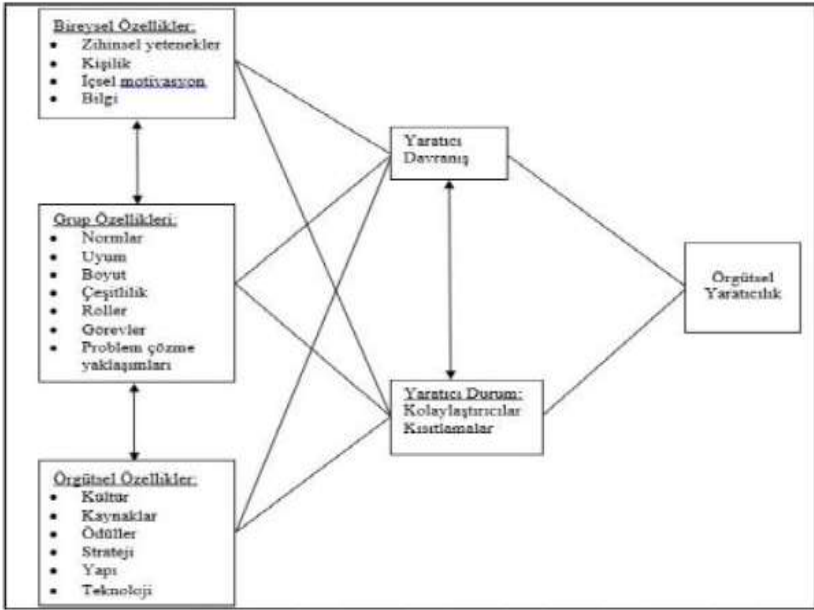 Bireysel Özellikler:
• Zihinsel yetenekler
• Kişilik
• İçsel motivasyon
• Bilgi
Grup Özellikleri:
• Normlar
• Uyum
• Boyut
• Çeşitlilik
• Roller
• Görevler
• Problem çözme
yaklaşımları
Örgütsel Özellikler:
• Kültür
• Kaynaklar
• Ödüller
• Strateji
• Yapı
• Teknoloji
Yaratıcı
Davranış
Yaratıcı Durum:
Kolaylaştırıcılar
Kısıtlamalar
Örgütsel
Yaratıcılık